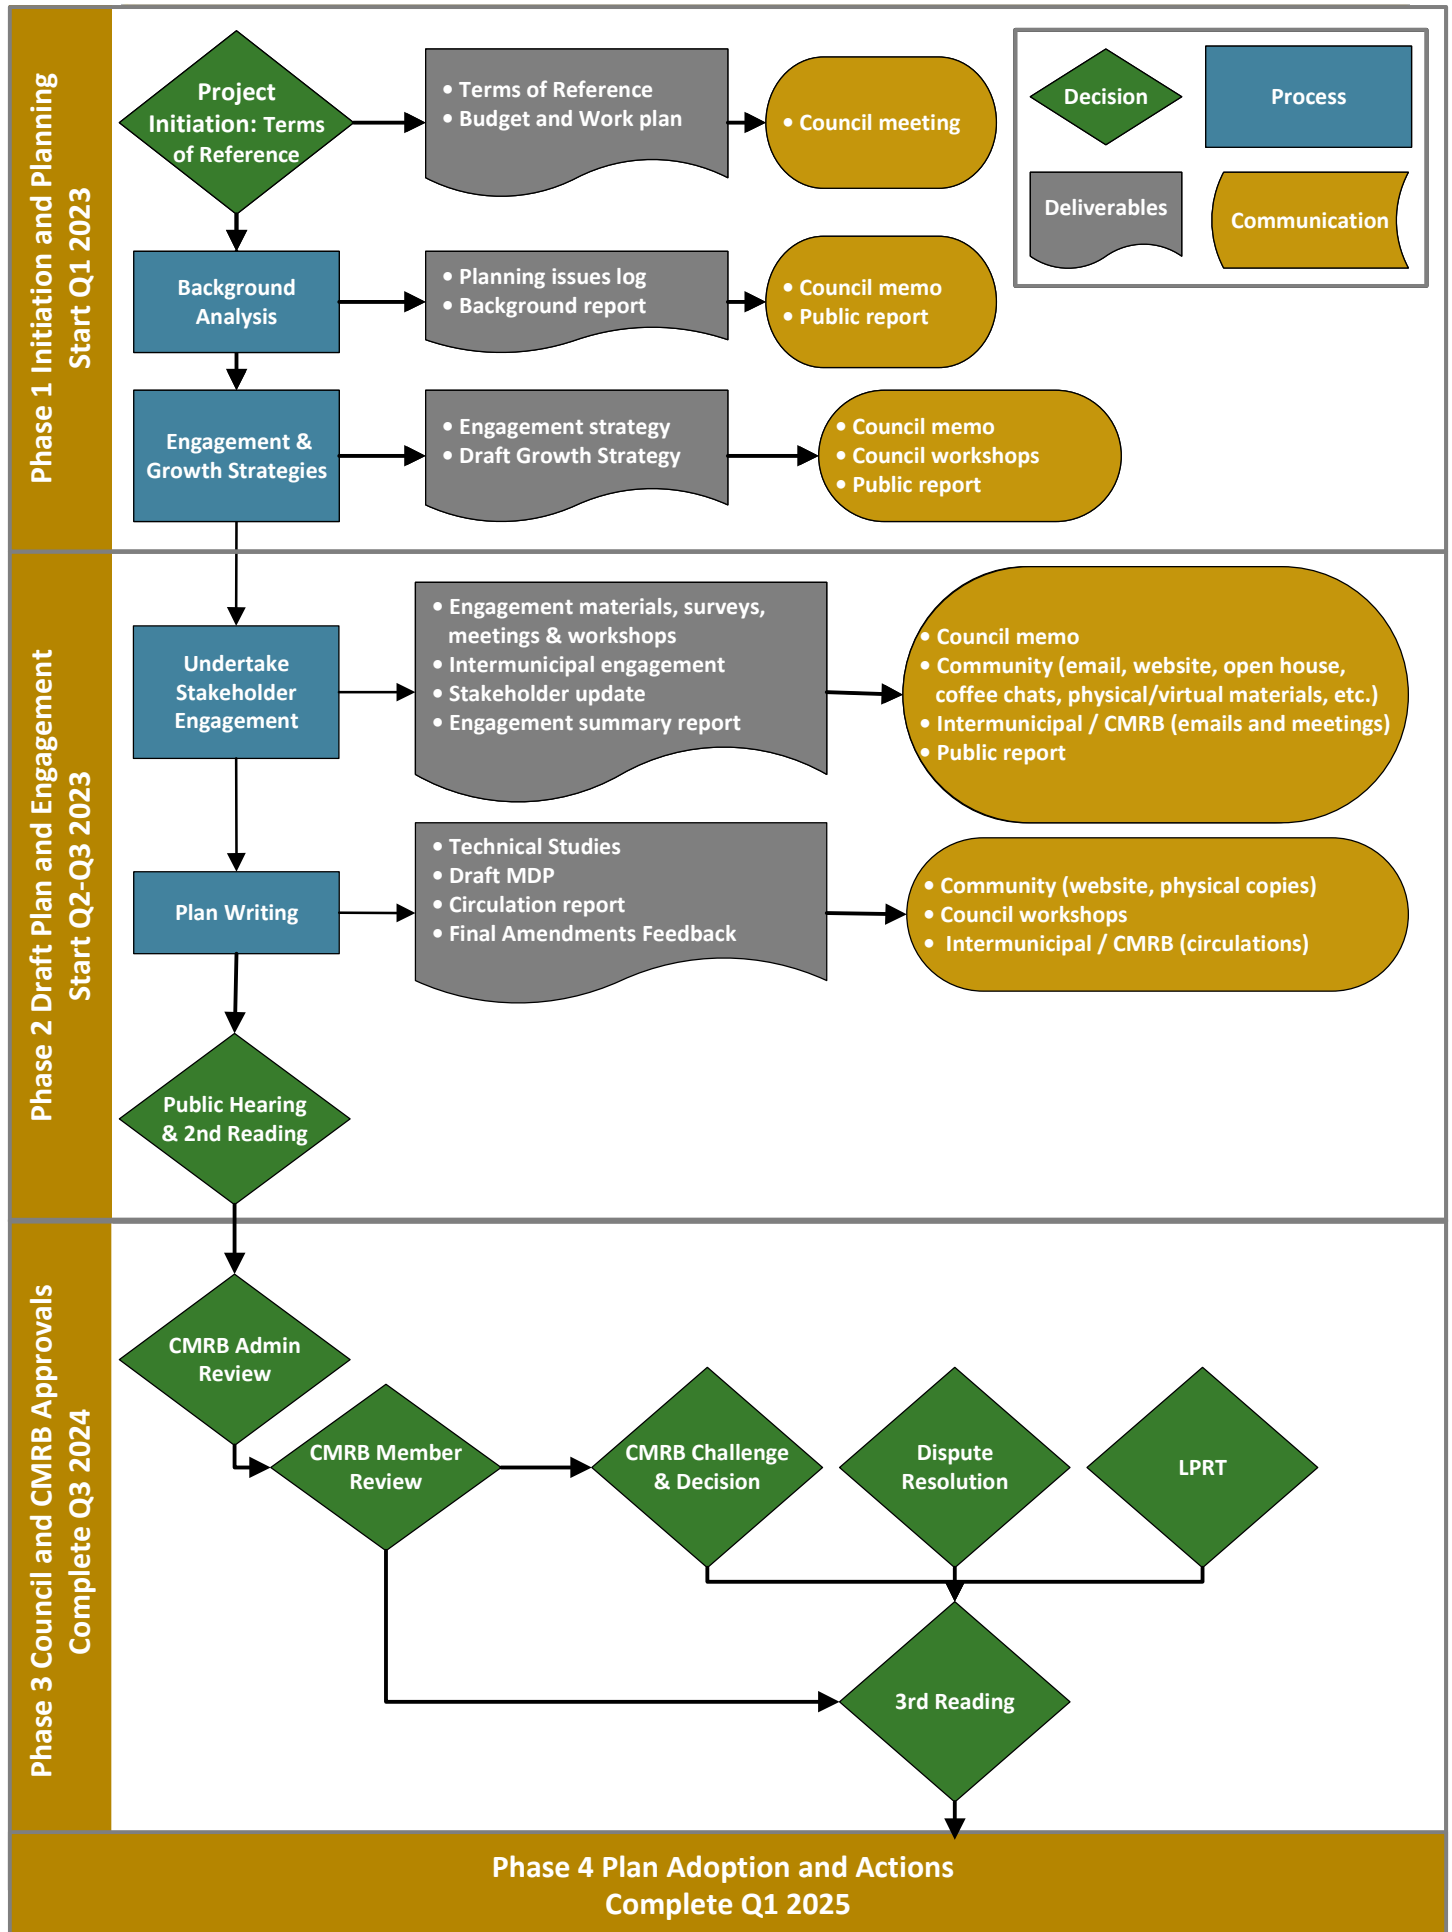 Phase 1 Initiation and Planning
Start Q1 2023
Project
Initiation: Terms
of Reference
• Terms of Reference
• Budget and Work plan
• Council meeting
Decision
Process
Deliverables
Communication
Background
Analysis
• Planning issues log
• Background report
• Council memo
• Public report
Engagement &
Growth Strategies
• Engagement strategy
• Draft Growth Strategy
• Council memo
• Council workshops
• Public report
Phase 2 Draft Plan and Engagement
Start Q2-Q3 2023
Undertake
Stakeholder
Engagement
• Engagement materials, surveys,
meetings & workshops
• Intermunicipal engagement
• Stakeholder update
• Engagement summary report
• Council memo
• Community (email, website, open house,
coffee chats, physical/virtual materials, etc.)
• Intermunicipal / CMRB (emails and meetings)
• Public report
Plan Writing
• Technical Studies
• Draft MDP
• Circulation report
• Final Amendments Feedback
• Community (website, physical copies)
• Council workshops
• Intermunicipal / CMRB (circulations)
Public Hearing
& 2nd Reading
Phase 3 Council and CMRB Approvals
Complete Q3 2024
CMRB Admin
Review
CMRB Member
Review
CMRB Challenge
& Decision
Dispute
Resolution
LPRT
3rd Reading
Phase 4 Plan Adoption and Actions
Complete Q1 2025